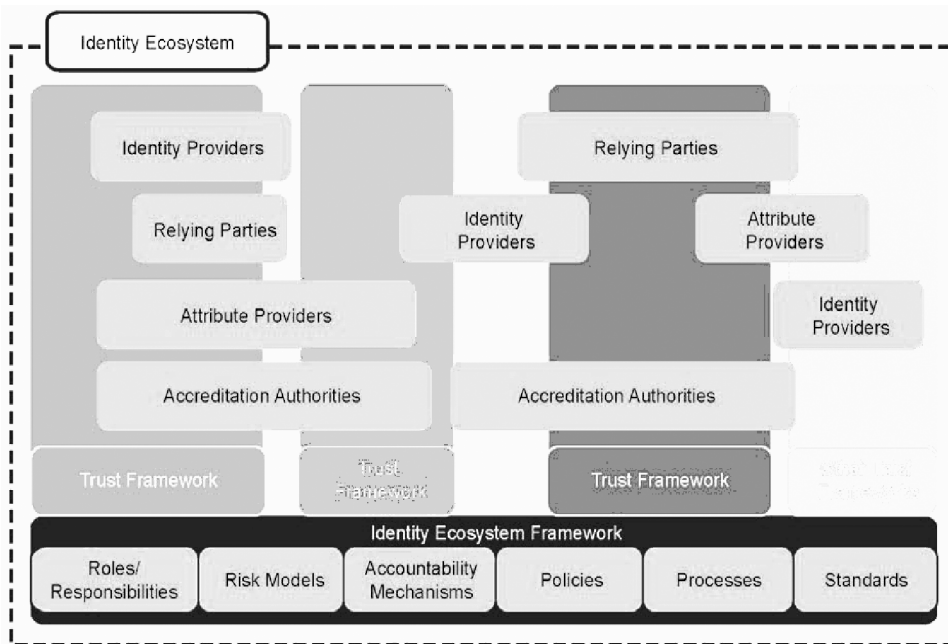 Identity Ecosystem
Identity Providers
Relying Parties
Relying Parties
Identity
Providers
Attribute
Providers
Attribute Providers
Identity
Providers
Accreditation Authorities
Accreditation Authorities
Trust Framework
Trust
Framework
Trust Framework
Identity Ecosystem Framework
Roles/
Responsibilities
Risk Models
Accountability
Mechanisms
Policies
Processes
Standards